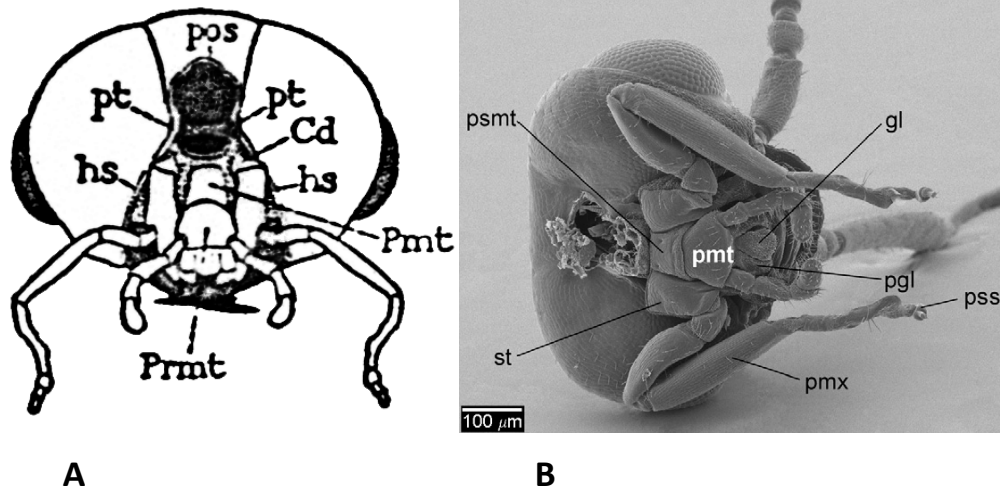 pos
pt
pt
Cd
hs
hs
Pmt
Prmt
psmt
gl
pmt
pgl
pss
st
pmx
100 µm
A
B